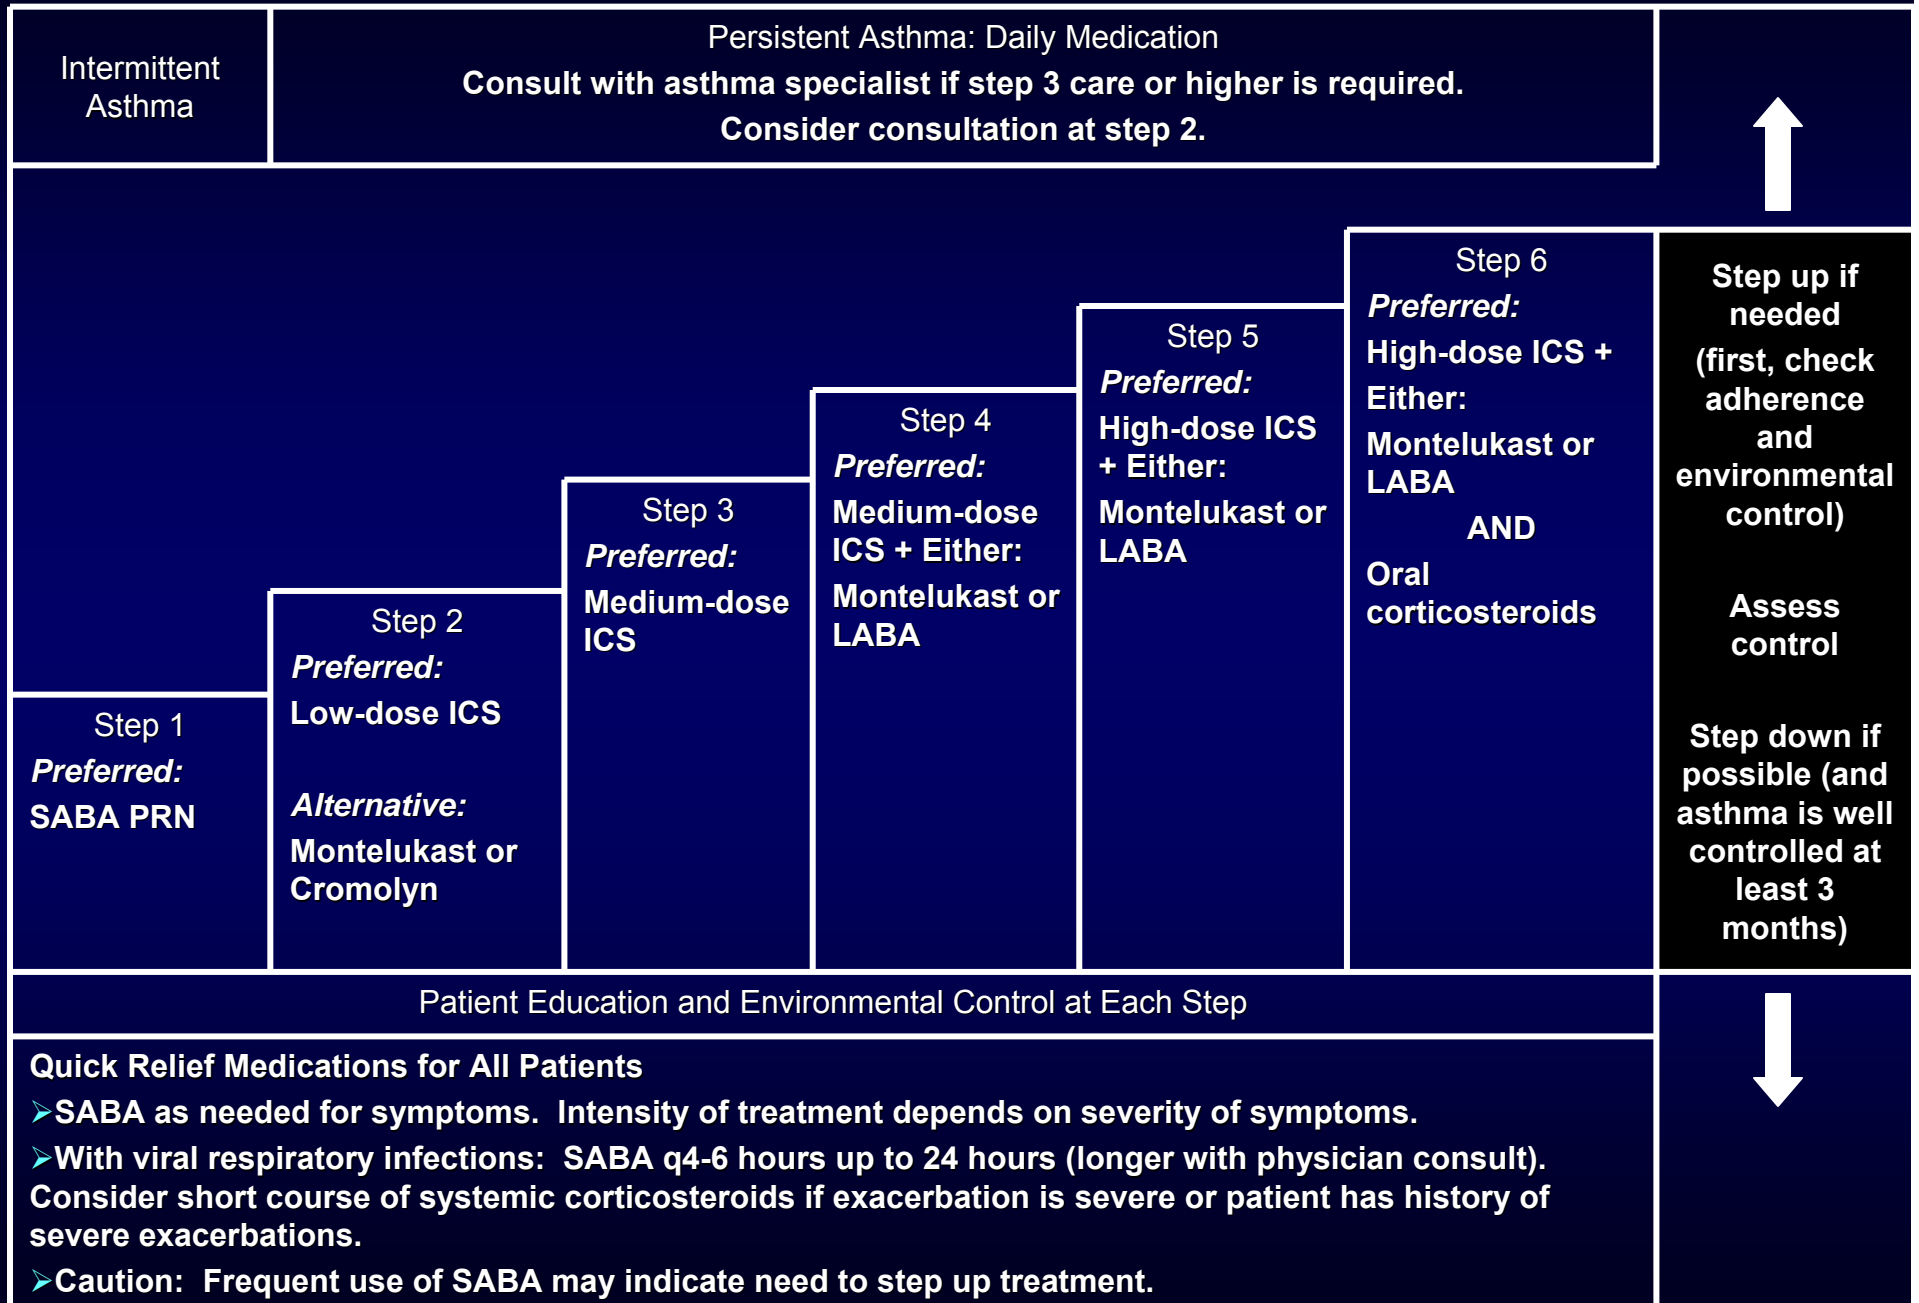 Intermittent
Asthma
Persistent Asthma: Daily Medication
Consult with asthma specialist if step 3 care or higher is required.
Consider consultation at step 2.
Step 1
Preferred:
SABA PRN
Step 2
Preferred:
Low-dose ICS
Alternative:
Montelukast or
Cromolyn
Step 3
Preferred:
Medium-dose
ICS
Step 4
Preferred:
Medium-dose
ICS + Either:
Montelukast or
LABA
Step 5
Preferred:
High-dose ICS
+ Either:
Montelukast or
LABA
Step 6
Preferred:
High-dose ICS +
Either:
Montelukast or
LABA
AND
Oral
corticosteroids
Step up if
needed
(first, check
adherence
and
environmental
control)
Assess
control
Step down if
possible (and
asthma is well
controlled at
least 3
months)
Patient Education and Environmental Control at Each Step
Quick Relief Medications for All Patients
➢SABA as needed for symptoms.  Intensity of treatment depends on severity of symptoms.
➢With viral respiratory infections:  SABA q4-6 hours up to 24 hours (longer with physician consult).
Consider short course of systemic corticosteroids if exacerbation is severe or patient has history of
severe exacerbations.
➢Caution:  Frequent use of SABA may indicate need to step up treatment.